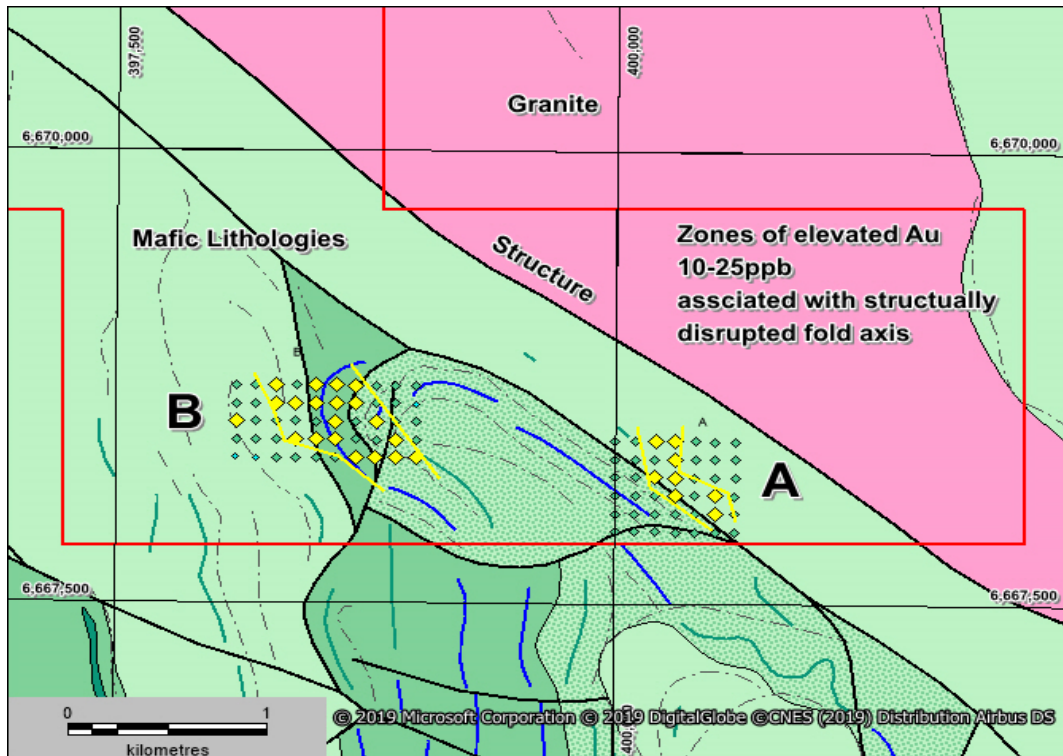 397,500
400,000
Granite
6,670,000
6,670,000
Mafic Lithologies
Structure
Zones of elevated Au
10-25ppb
assciated with structually
disrupted fold axis
B
B
A
A
6,667,500
6,667,500
400,00
0
1
kilometres
© 2019 Microsoft Corporation © 2019 DigitalGlobe ©CNES (2019) Distribution Airbus DS